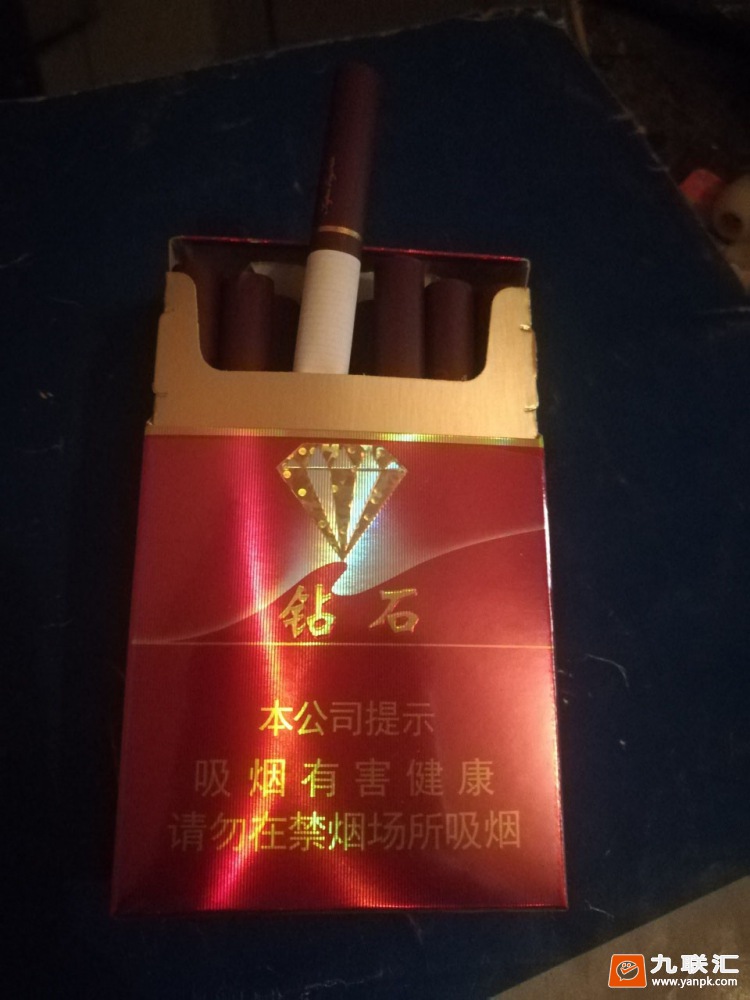 钻石
本公司提示
吸烟有害健康
请勿在禁烟场所吸烟
九联汇
www.yanpk.com